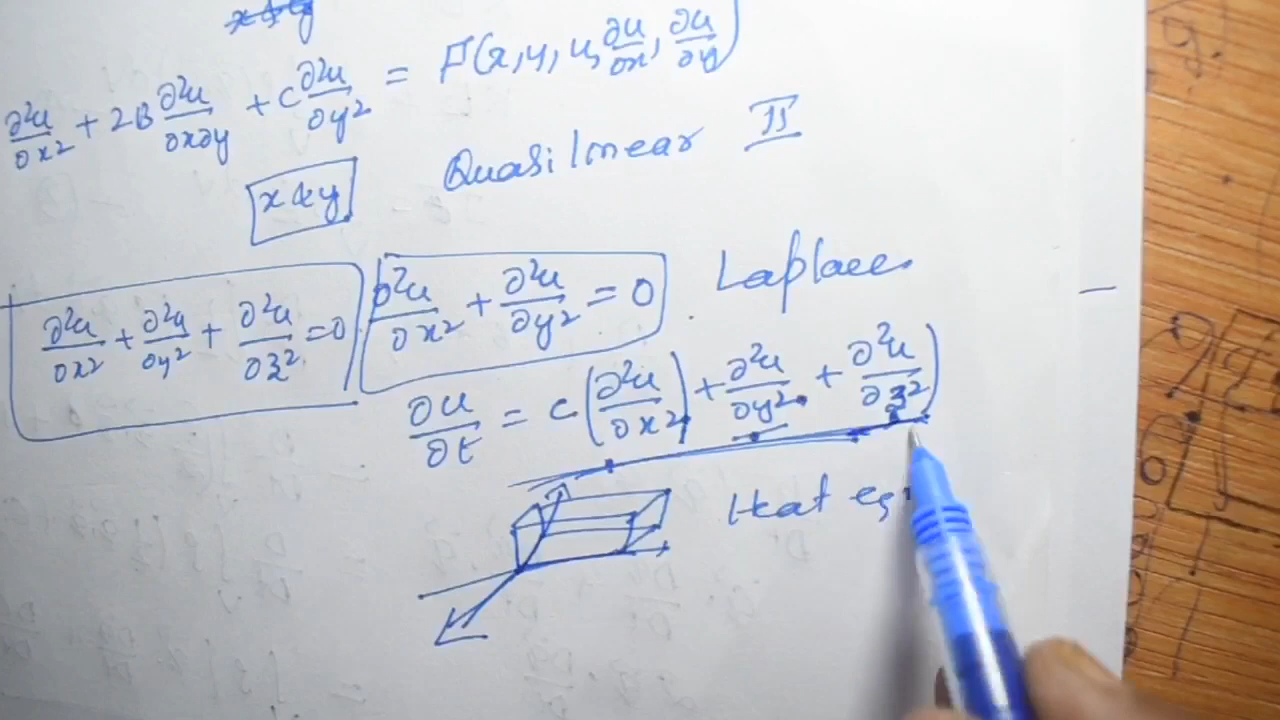 ∂²u/∂x² + 2B ∂²u/∂x∂y + C ∂²u/∂y² = F(x, y, u, ∂u/∂x, ∂u/∂y)
Quasilinear II
x & y
∂²u/∂x² + ∂²u/∂y² + ∂²u/∂z² = 0
∂²u/∂x² + ∂²u/∂y² = 0
Laplace
∂u/∂t = c(∂²u/∂x²) + ∂²u/∂y² + ∂²u/∂z²)
Heat eq